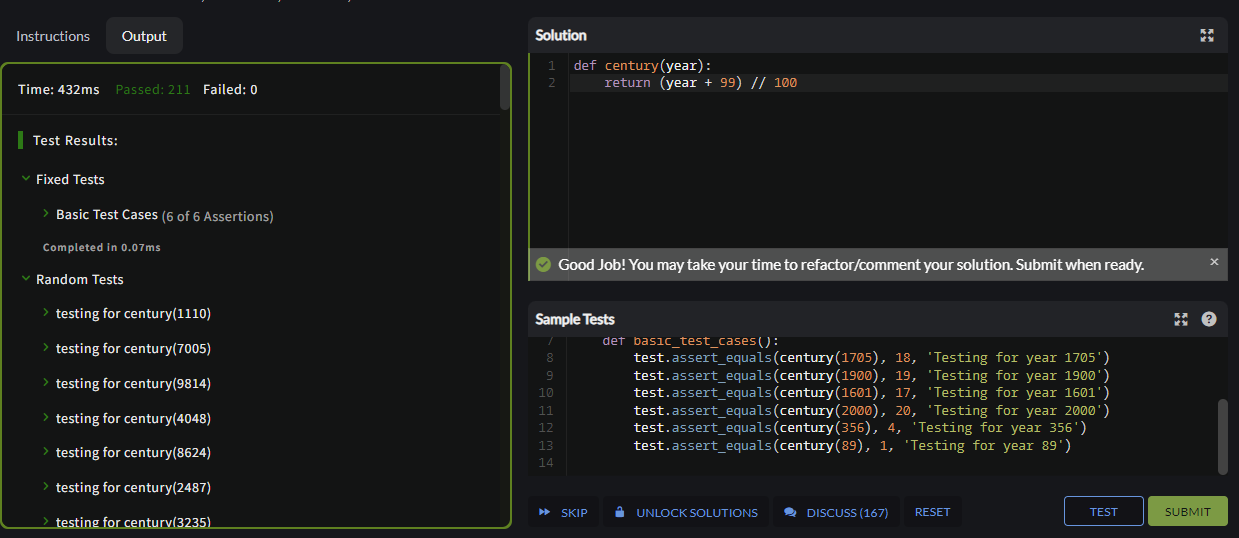 Instructions
Output
Time: 432ms Passed: 211 Failed: 0
Test Results:
Fixed Tests
Basic Test Cases (6 of 6 Assertions)
Completed in 0.07ms
Random Tests
testing for century(1110)
testing for century(7005)
testing for century(9814)
testing for century(4048)
testing for century(8624)
testing for century(2487)
testing for century(3235)
Solution
1 def century(year):
2 return (year + 99) // 100
Good Job! You may take your time to refactor/comment your solution. Submit when ready.
Sample Tests
7 def basic_test_cases():
8 test.assert_equals(century(1705), 18, 'Testing for year 1705')
9 test.assert_equals(century(1900), 19, 'Testing for year 1900')
10 test.assert_equals(century(1601), 17, 'Testing for year 1601')
11 test.assert_equals(century(2000), 20, 'Testing for year 2000')
12 test.assert_equals(century(356), 4, 'Testing for year 356')
13 test.assert_equals(century(89), 1, 'Testing for year 89')
14
SKIP
UNLOCK SOLUTIONS
DISCUSS (167)
RESET
TEST
SUBMIT